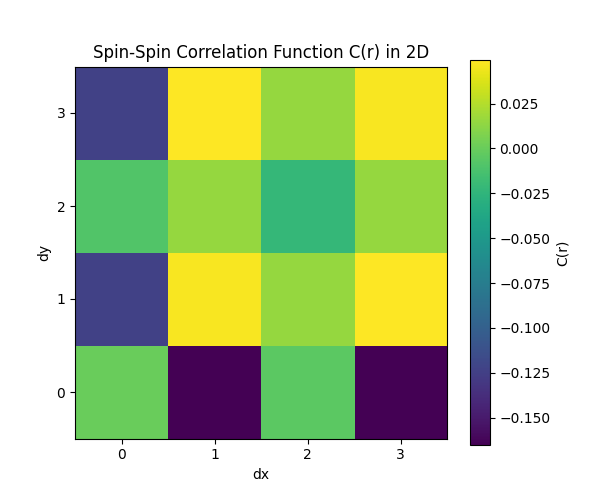 Spin-Spin Correlation Function C(r) in 2D
3
2
1
0
dy
0 1 2 3
dx
0.025
0.000
−0.025
−0.050
−0.075
−0.100
−0.125
−0.150
C(r)